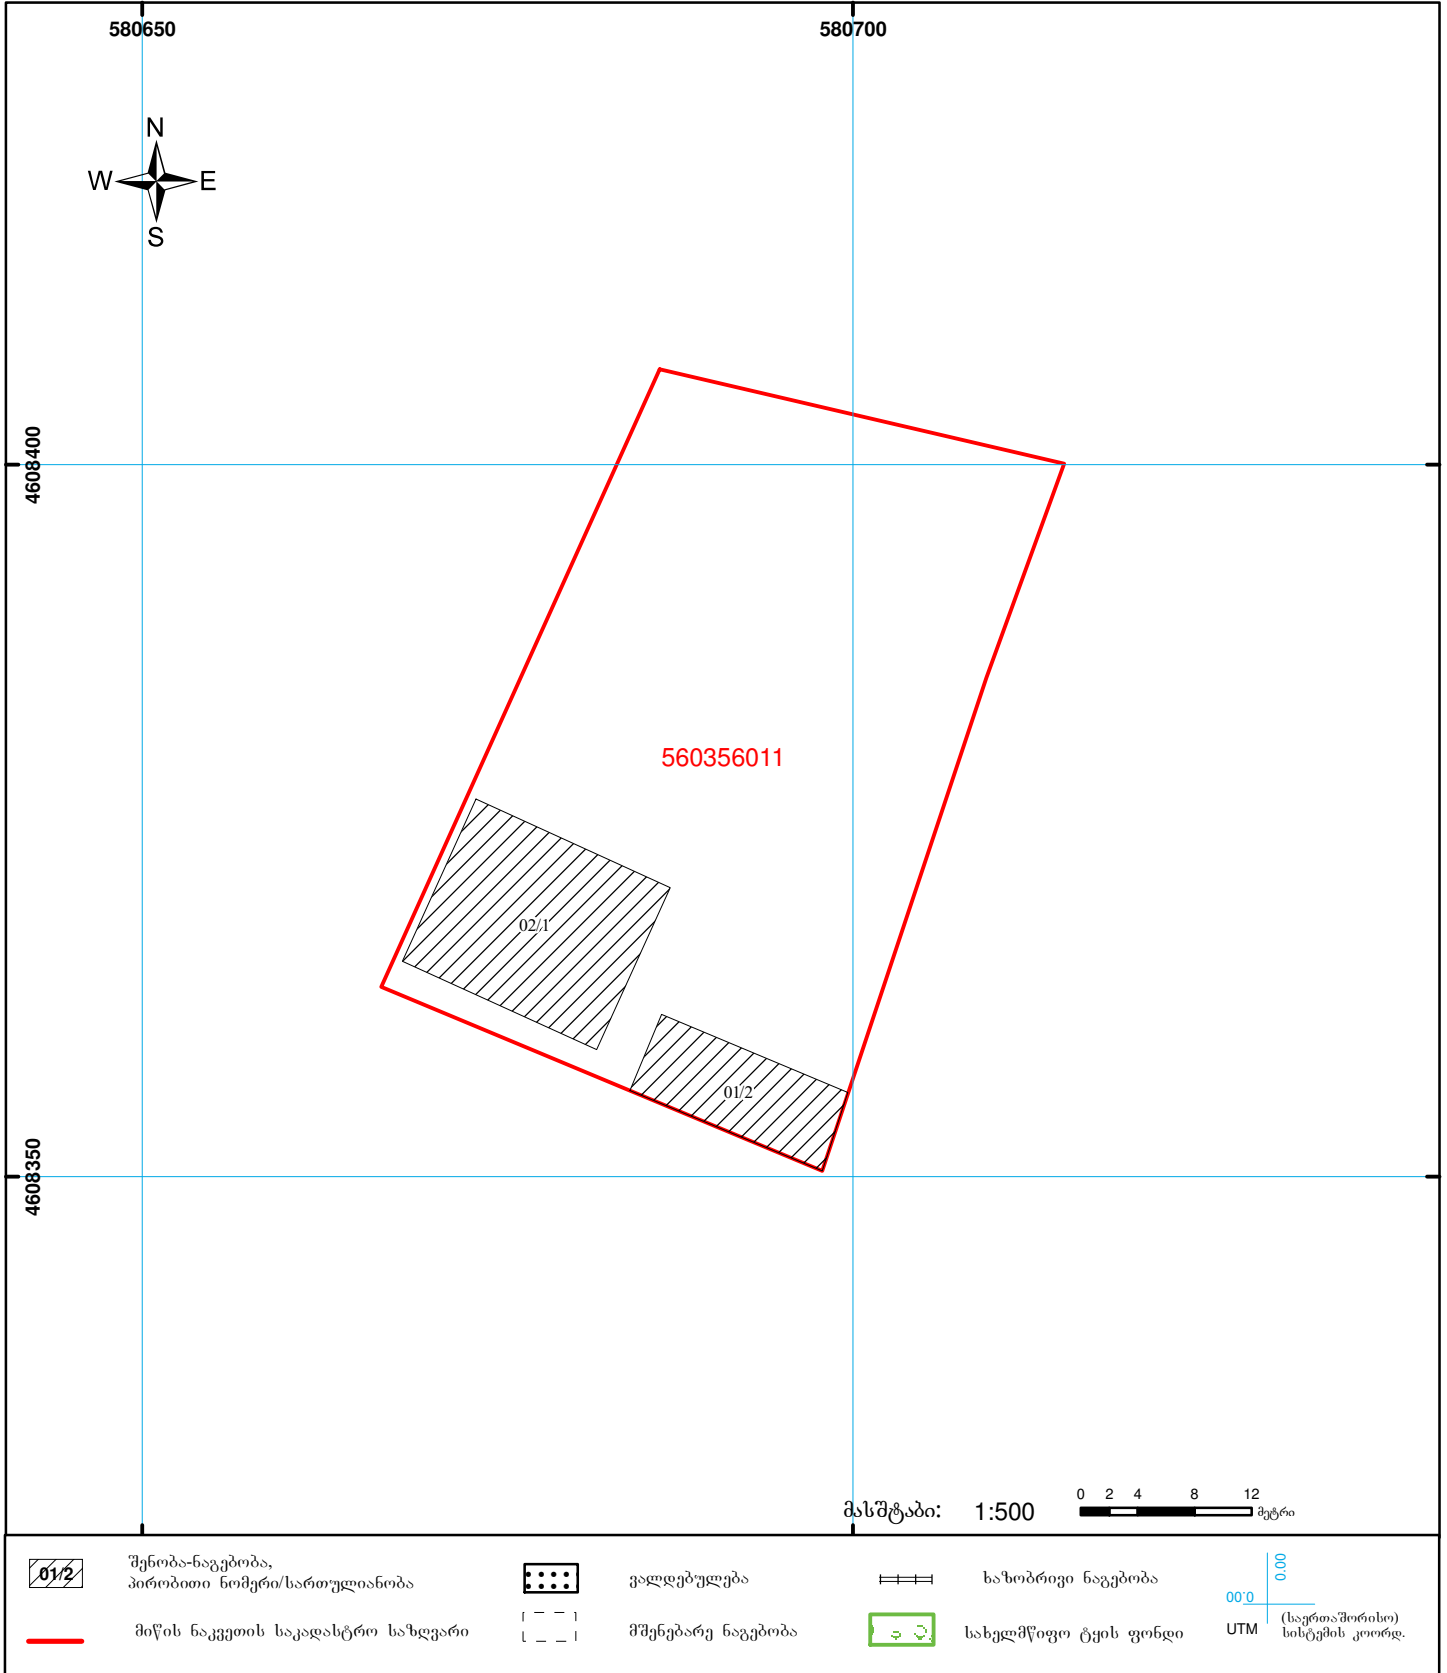 580650
580700
N
W
E
S
4608400
560356011
02/1
01/2
4608350
მასშტაბი: 1:500
0 2 4 8 12
მეტრი
01/2
შენობა-ნაგებობა,
პირობითი ნომერი/სართულიანობა
ვალდებულება
ხაზობრივი ნაგებობა
0.00
00.0
მიწის ნაკვეთის საკადასტრო საზღვარი
მშენებარე ნაგებობა
სახელმწიფო ტყის ფონდი
UTM
(საერთაშორისო)
სისტემის კოორდ.